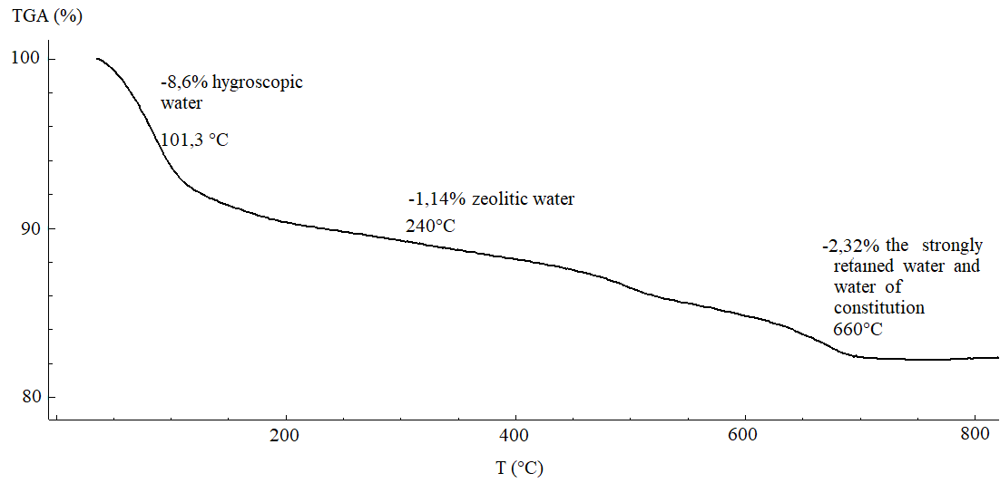 TGA (%)
100
-8,6% hygroscopic
water
101,3 °C
-1,14% zeolitic water
240°C
90
-2,32% the strongly
retained water and
water of
constitution
660°C
80
200
400
600
800
T (°C)